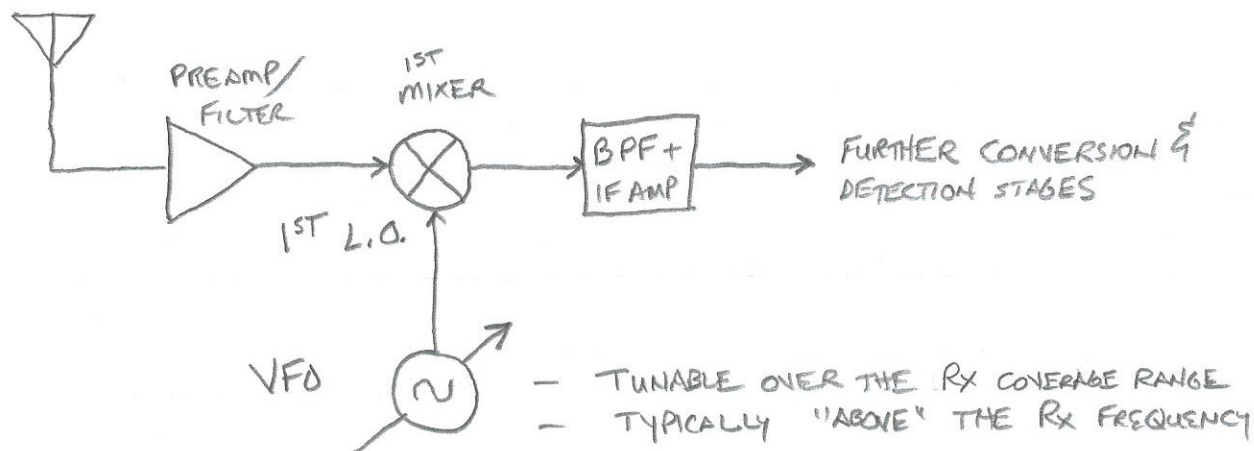 PREAMP/
FILTER
1ST
MIXER
BPF +
IF AMP
FURTHER CONVERSION &
DETECTION STAGES
1ST L.O.
VFO
- TUNABLE OVER THE RX COVERAGE RANGE
- TYPICALLY "ABOVE" THE RX FREQUENCY